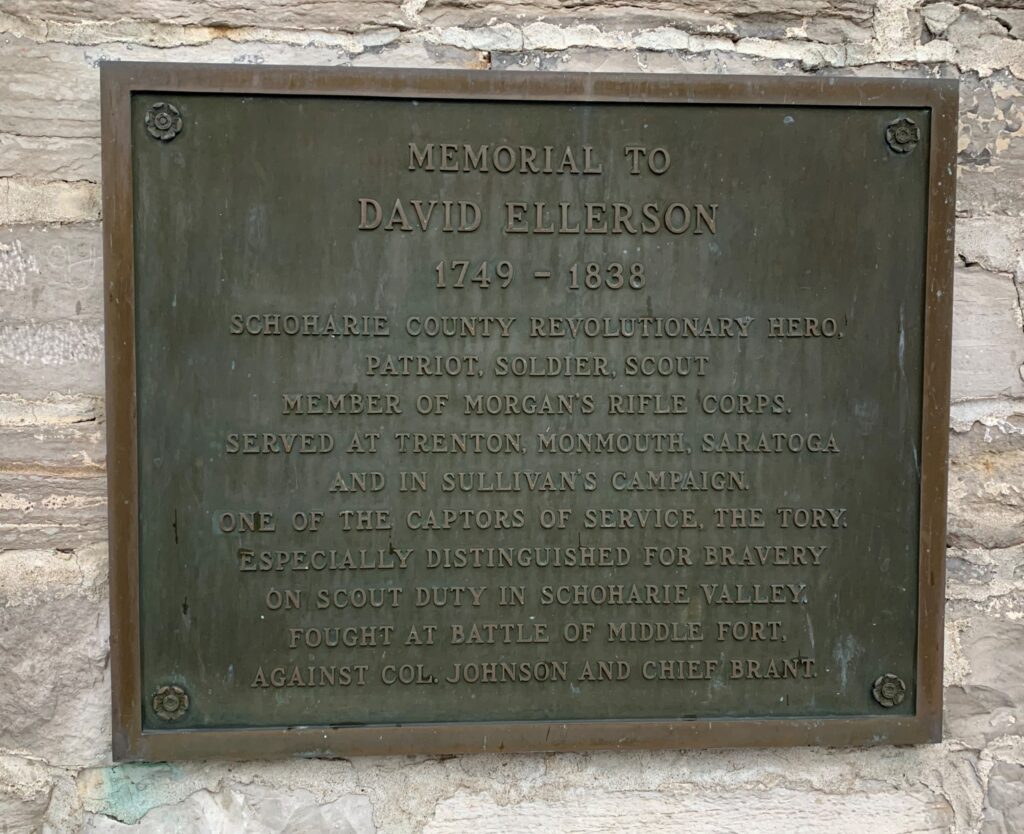 MEMORIAL TO
DAVID ELLERSON
1749 - 1838
SCHOHARIE COUNTY REVOLUTIONARY HERO,
PATRIOT, SOLDIER, SCOUT
MEMBER OF MORGAN'S RIFLE CORPS.
SERVED AT TRENTON, MONMOUTH, SARATOGA
AND IN SULLIVAN'S CAMPAIGN.
ONE OF THE CAPTORS OF SERVICE, THE TORY.
ESPECIALLY DISTINGUISHED FOR BRAVERY
ON SCOUT DUTY IN SCHOHARIE VALLEY.
FOUGHT AT BATTLE OF MIDDLE FORT,
AGAINST COL. JOHNSON AND CHIEF BRANT.